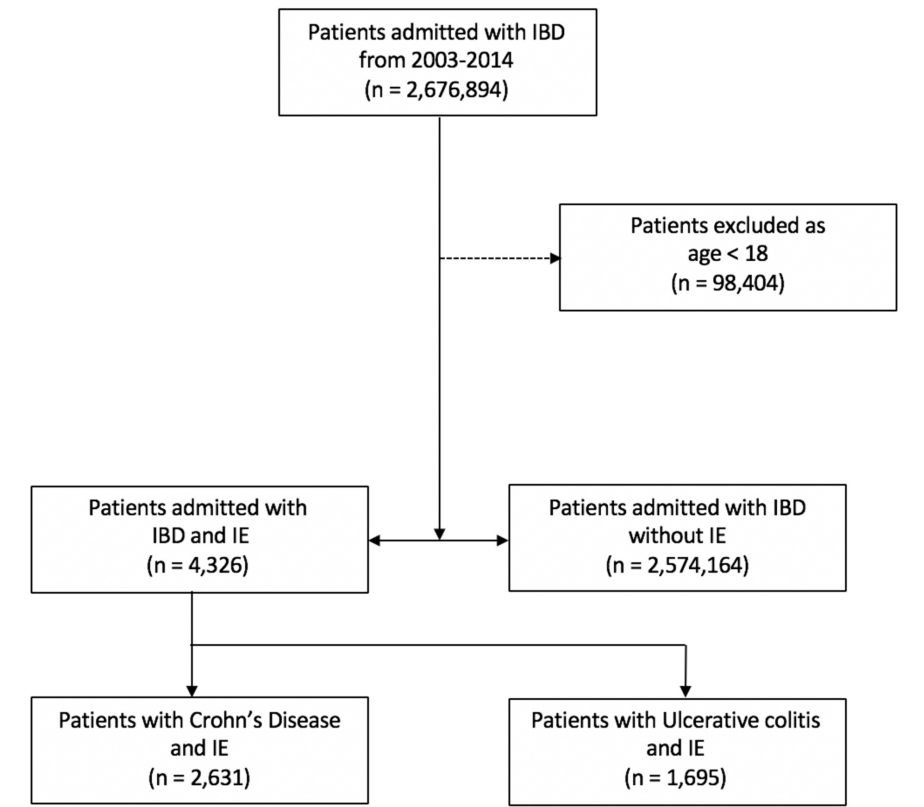 Patients admitted with IBD
from 2003-2014
(n = 2,676,894)
Patients excluded as
age < 18
(n = 98,404)
Patients admitted with
IBD and IE
(n = 4,326)
Patients admitted with IBD
without IE
(n = 2,574,164)
Patients with Crohn’s Disease
and IE
(n = 2,631)
Patients with Ulcerative colitis
and IE
(n = 1,695)